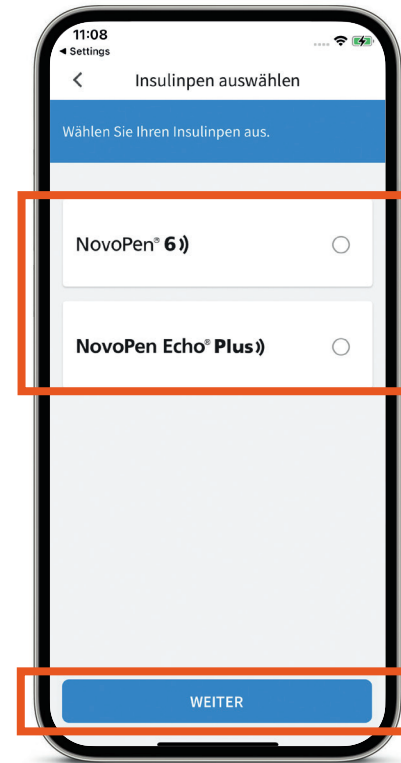 11:08
◀ Settings
Insulinpen auswählen
Wählen Sie Ihren Insulinpen aus.
NovoPen® 6
NovoPen Echo® Plus
WEITER